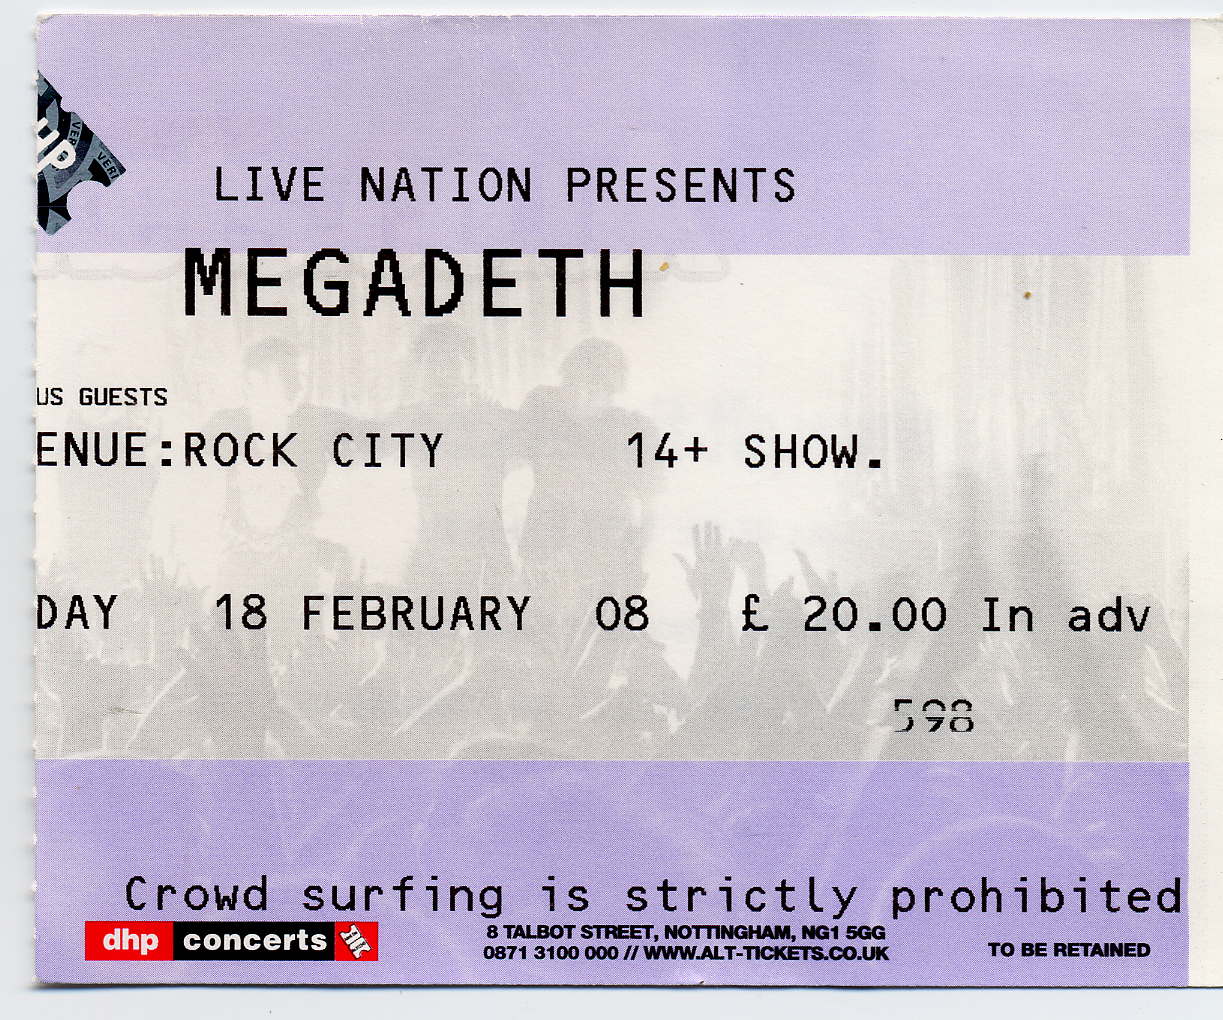 LIVE NATION PRESENTS
MEGADETH
US GUESTS
ENUE:ROCK CITY 14+ SHOW.
DAY 18 FEBRUARY 08 £ 20.00 In adv
598
Crowd surfing is strictly prohibited
dhp concerts
8 TALBOT STREET, NOTTINGHAM, NG1 5GG
0871 3100 000 // WWW.ALT-TICKETS.CO.UK
TO BE RETAINED